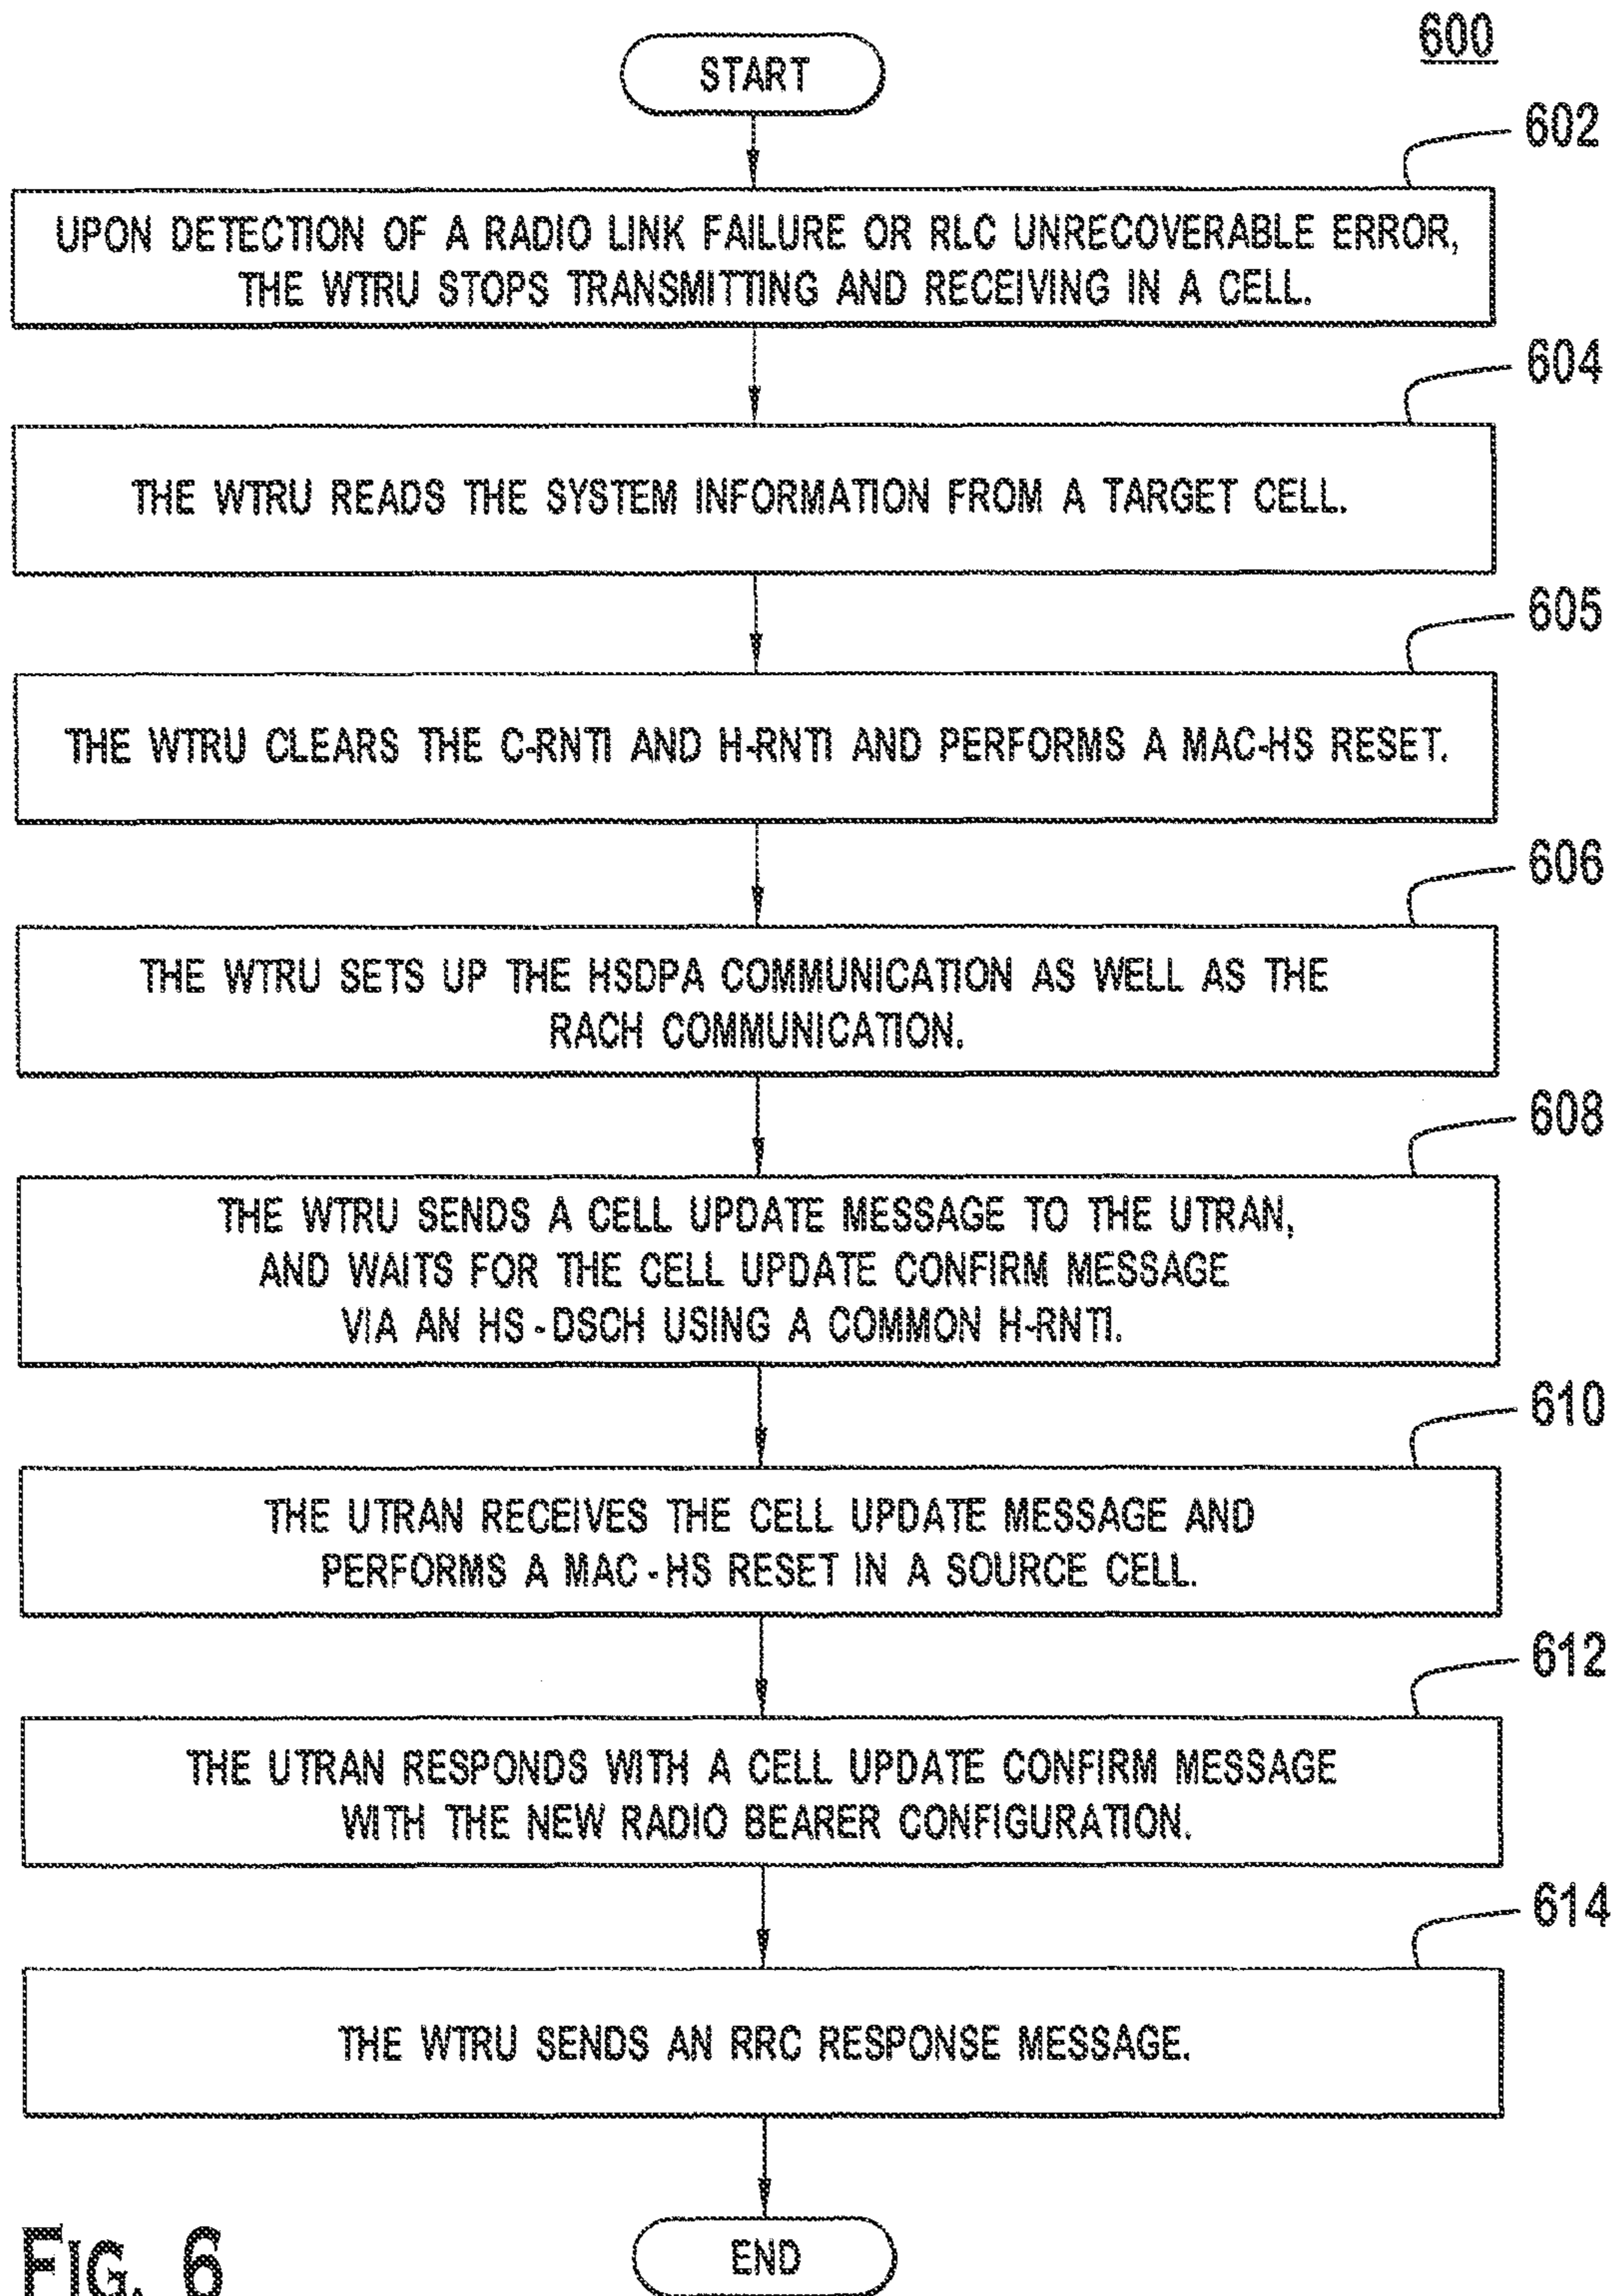 600
START
602
UPON DETECTION OF A RADIO LINK FAILURE OR RLC UNRECOVERABLE ERROR,
THE WTRU STOPS TRANSMITTING AND RECEIVING IN A CELL.
604
THE WTRU READS THE SYSTEM INFORMATION FROM A TARGET CELL.
605
THE WTRU CLEARS THE C-RNTI AND H-RNTI AND PERFORMS A MAC-HS RESET.
606
THE WTRU SETS UP THE HSDPA COMMUNICATION AS WELL AS THE
RACH COMMUNICATION.
608
THE WTRU SENDS A CELL UPDATE MESSAGE TO THE UTRAN,
AND WAITS FOR THE CELL UPDATE CONFIRM MESSAGE
VIA AN HS-DSCH USING A COMMON H-RNTI.
610
THE UTRAN RECEIVES THE CELL UPDATE MESSAGE AND
PERFORMS A MAC-HS RESET IN A SOURCE CELL.
612
THE UTRAN RESPONDS WITH A CELL UPDATE CONFIRM MESSAGE
WITH THE NEW RADIO BEARER CONFIGURATION.
614
THE WTRU SENDS AN RRC RESPONSE MESSAGE.
END
FIG. 6